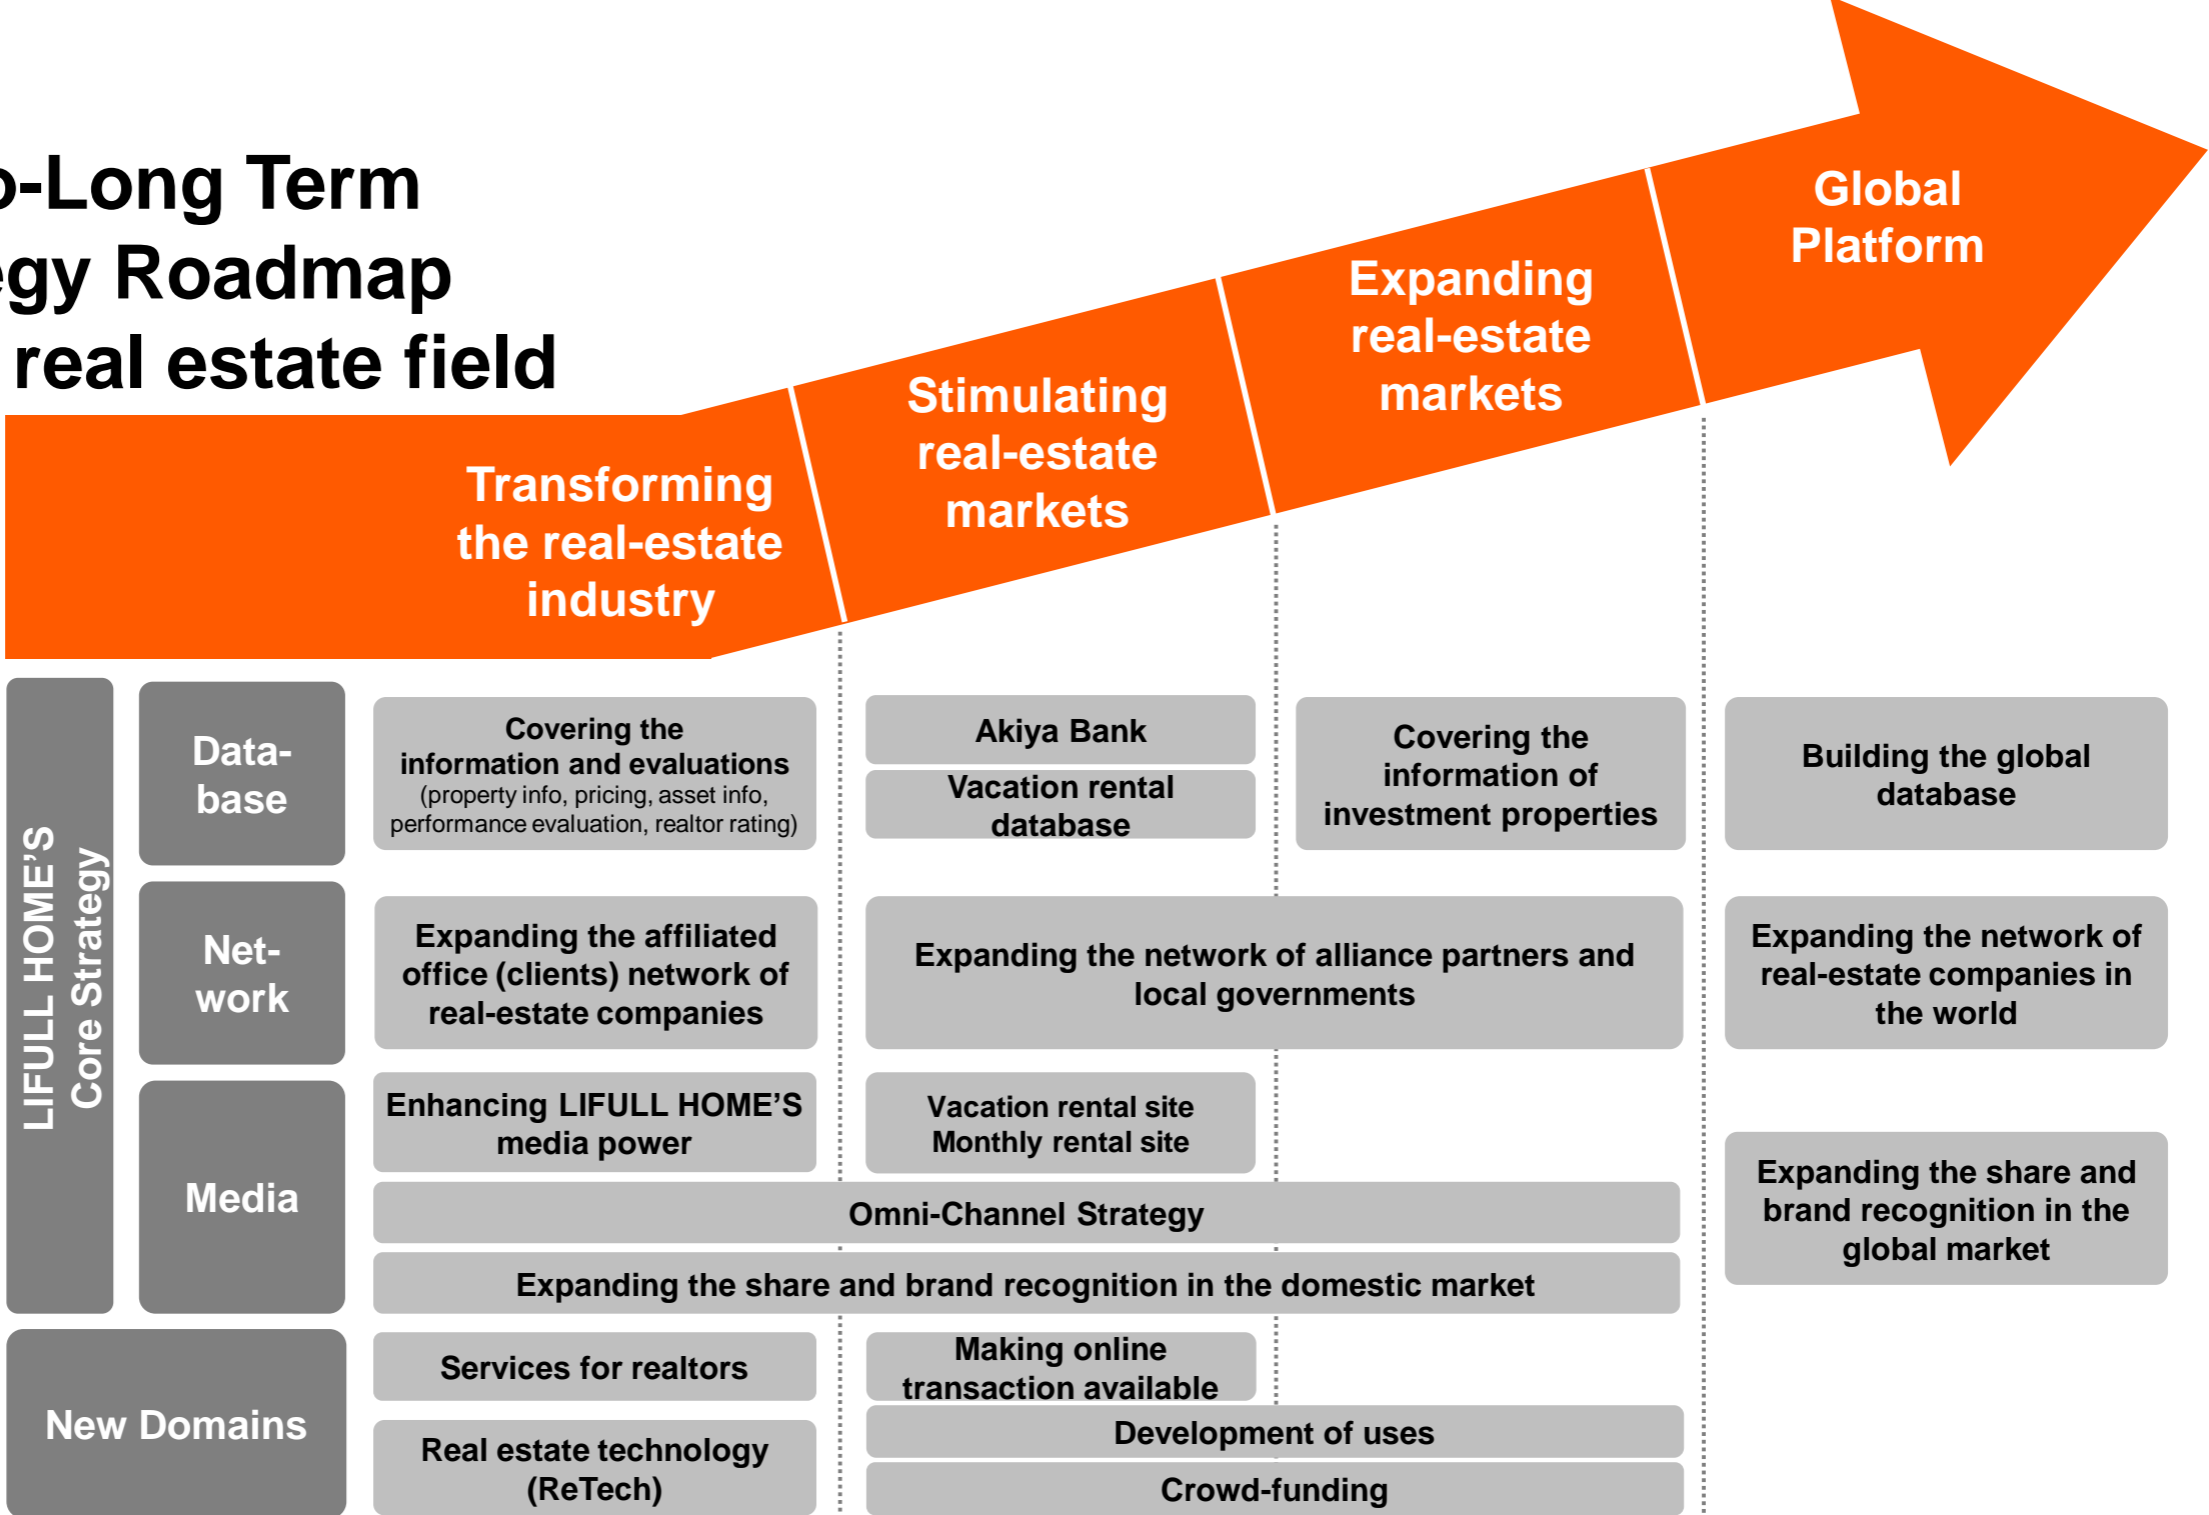 o-Long Term
egy Roadmap
real estate field
Global
Platform
Expanding
real-estate
markets
Stimulating
real-estate
markets
Transforming
the real-estate
industry
LIFULL HOME'S
Core Strategy
Data-
base
Covering the
information and evaluations
(property info, pricing, asset info,
performance evaluation, realtor rating)
Akiya Bank
Vacation rental
database
Covering the
information of
investment properties
Building the global
database
Net-
work
Expanding the affiliated
office (clients) network of
real-estate companies
Expanding the network of alliance partners and
local governments
Expanding the network of
real-estate companies in
the world
Media
Enhancing LIFULL HOME'S
media power
Vacation rental site
Monthly rental site
Omni-Channel Strategy
Expanding the share and brand recognition in the domestic market
Expanding the share and
brand recognition in the
global market
New Domains
Services for realtors
Real estate technology
(ReTech)
Making online
transaction available
Development of uses
Crowd-funding